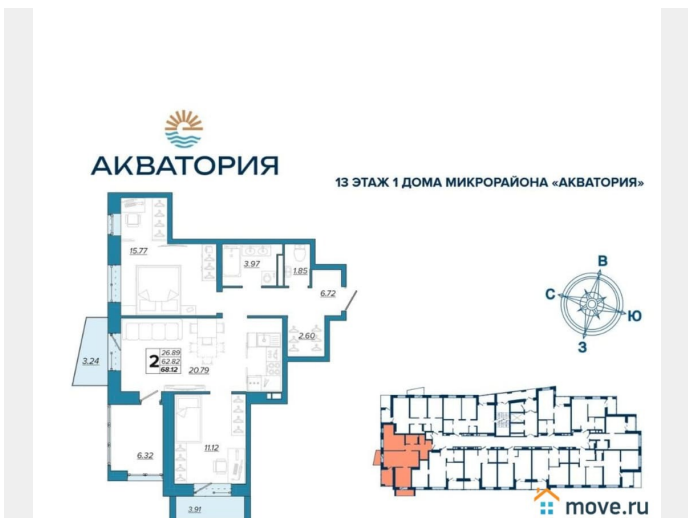 АКВАТОРИЯ
13 ЭТАЖ 1 ДОМА МИКРОРАЙОНА «АКВАТОРИЯ»
15.77
3.97
1.85
6.72
2.60
3.24
2
26.89
62.82
68.12
20.79
11.12
6.32
3.91
В
С
Ю
З
move.ru